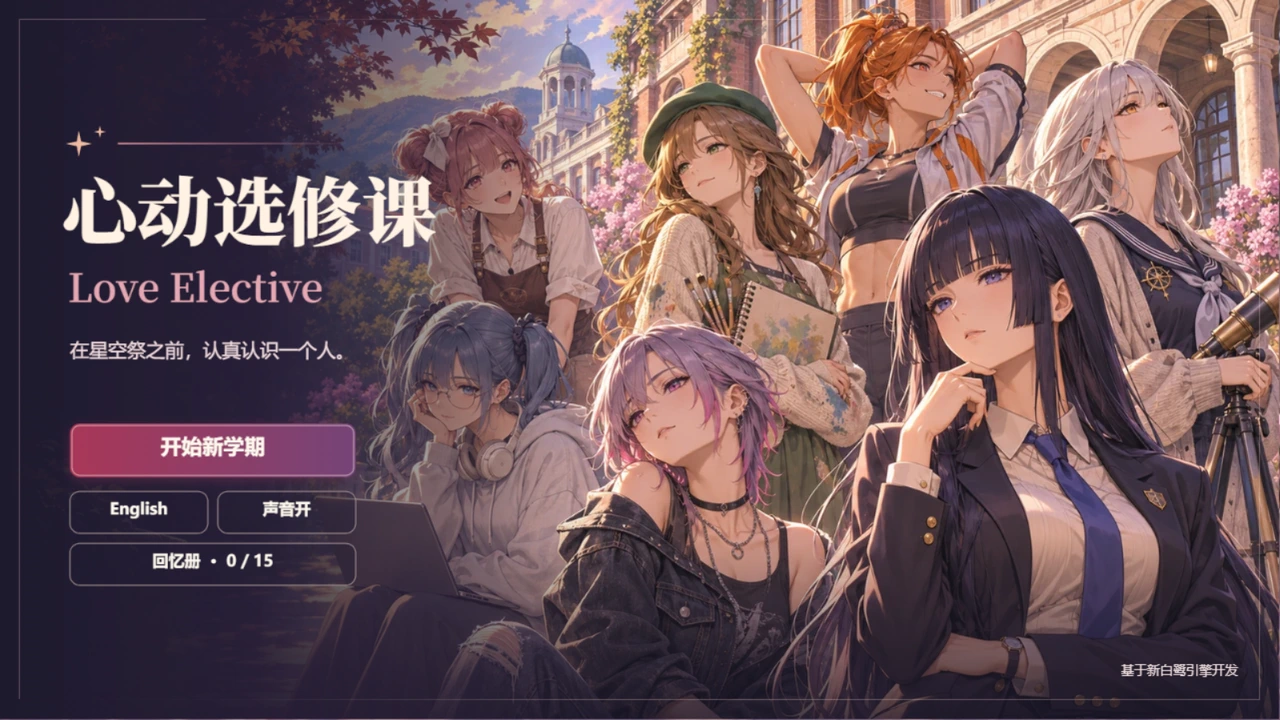 心动选修课
Love Elective
在星空祭之前，认真认识一个人。
开始新学期
English
声音开
回忆册 · 0 / 15
基于新白鹭引擎开发